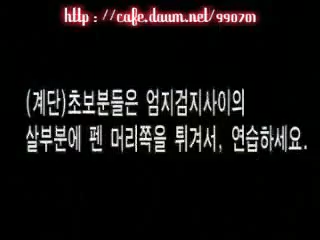 http : //cafe.daum.net/990701
(계단)초보분들은 엄지검지사이의
살부분에 펜 머리쪽을 튀겨서, 연습하세요.